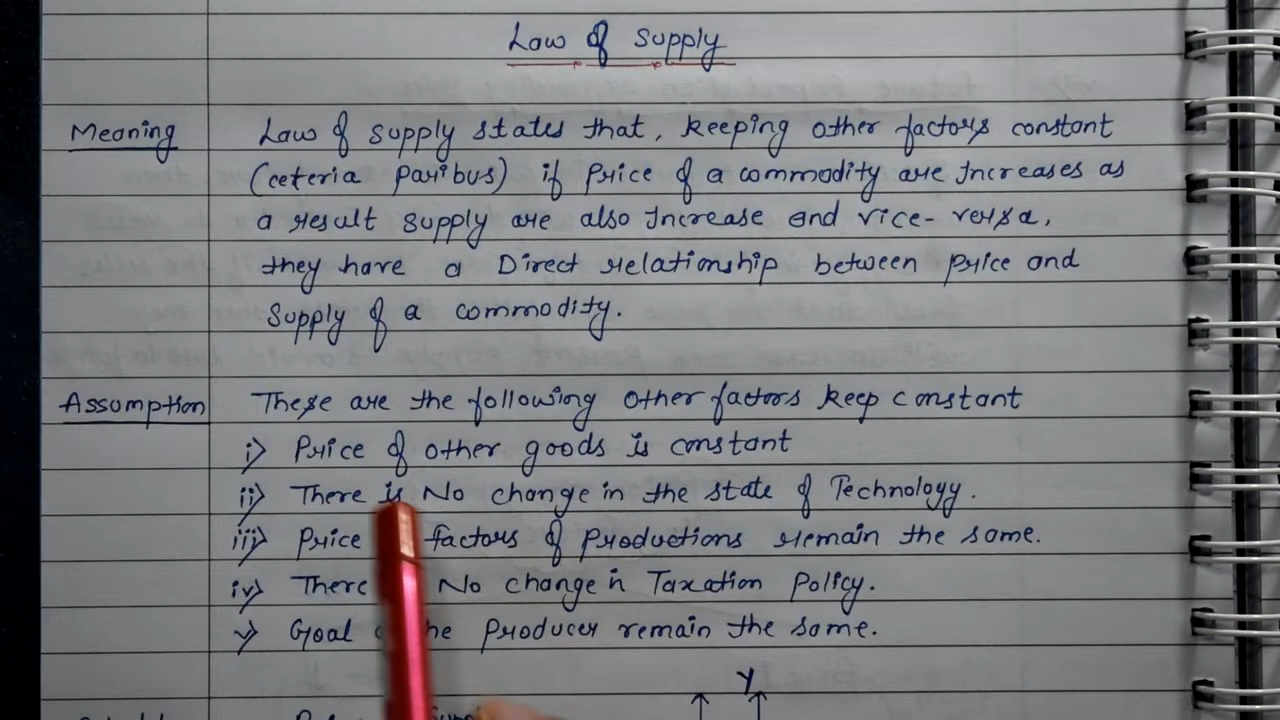 Law of Supply
Meaning
Law of supply states that, keeping other factors constant
(ceteria paribus) if price of a commodity are Increases as
a result supply are also Increase and vice-versa,
they have a Direct relationship between price and
supply of a commodity.
Assumption
These are the following other factors keep constant
i) Price of other goods is constant
ii) There is No change in the state of Technology.
iii) Price factors of productions remain the same.
iv) There No change in Taxation policy.
v) Goal the producer remain the same.
Y